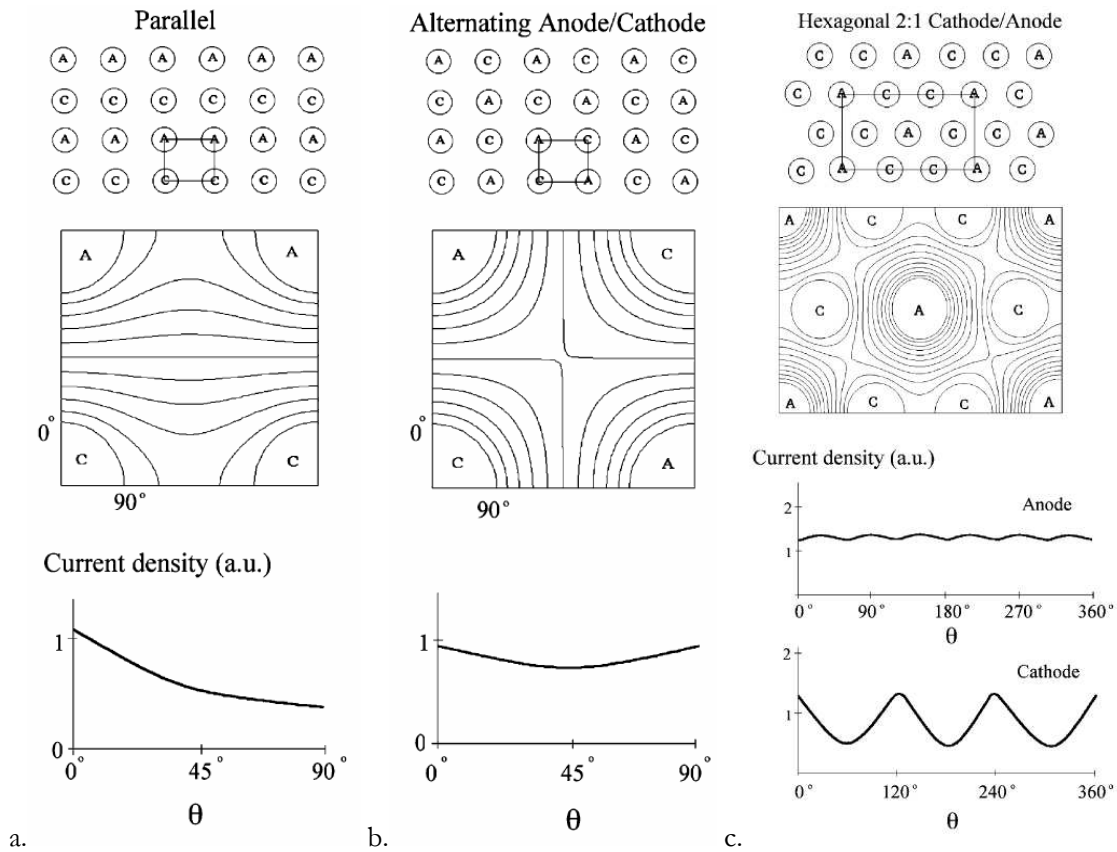 Parallel
A A A A A A
C C C C C C
A A A A A A
C C C C C C
A A
0°
C C
90°
Current density (a.u.)
1
0
0° 45° 90°
θ
a.
Alternating Anode/Cathode
A C A C A C
C A C A C A
A C A C A C
C A C A C A
A C
0°
C A
90°
1
0
0° 45° 90°
θ
b.
Hexagonal 2:1 Cathode/Anode
C C A C C A
C A C C A C
C C A C C A
C A C C A C
A C C A
C A C
A C C A
Current density (a.u.)
2
Anode
1
0° 90° 180° 270° 360°
θ
2
Cathode
1
0° 120° 240° 360°
θ
c.